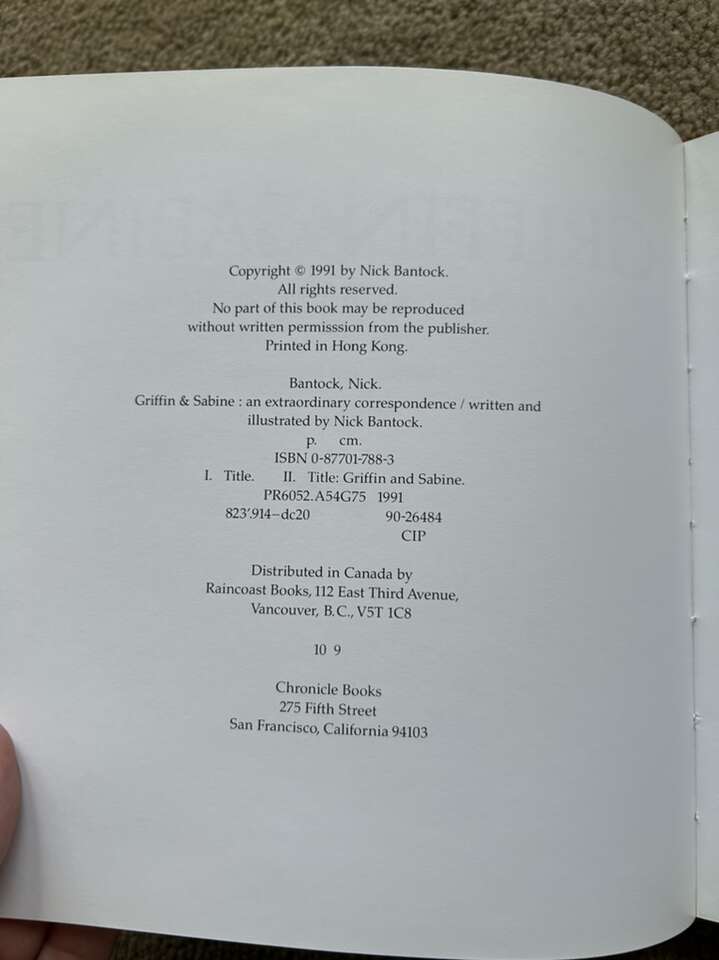 Copyright © 1991 by Nick Bantock.
All rights reserved.
No part of this book may be reproduced
without written permisssion from the publisher.
Printed in Hong Kong.
Bantock, Nick.
Griffin & Sabine : an extraordinary correspondence / written and
illustrated by Nick Bantock.
p. cm.
ISBN 0-87701-788-3
I. Title. II. Title: Griffin and Sabine.
PR6052.A54G75 1991
823'.914–dc20 90-26484
CIP
Distributed in Canada by
Raincoast Books, 112 East Third Avenue,
Vancouver, B.C., V5T 1C8
10 9
Chronicle Books
275 Fifth Street
San Francisco, California 94103